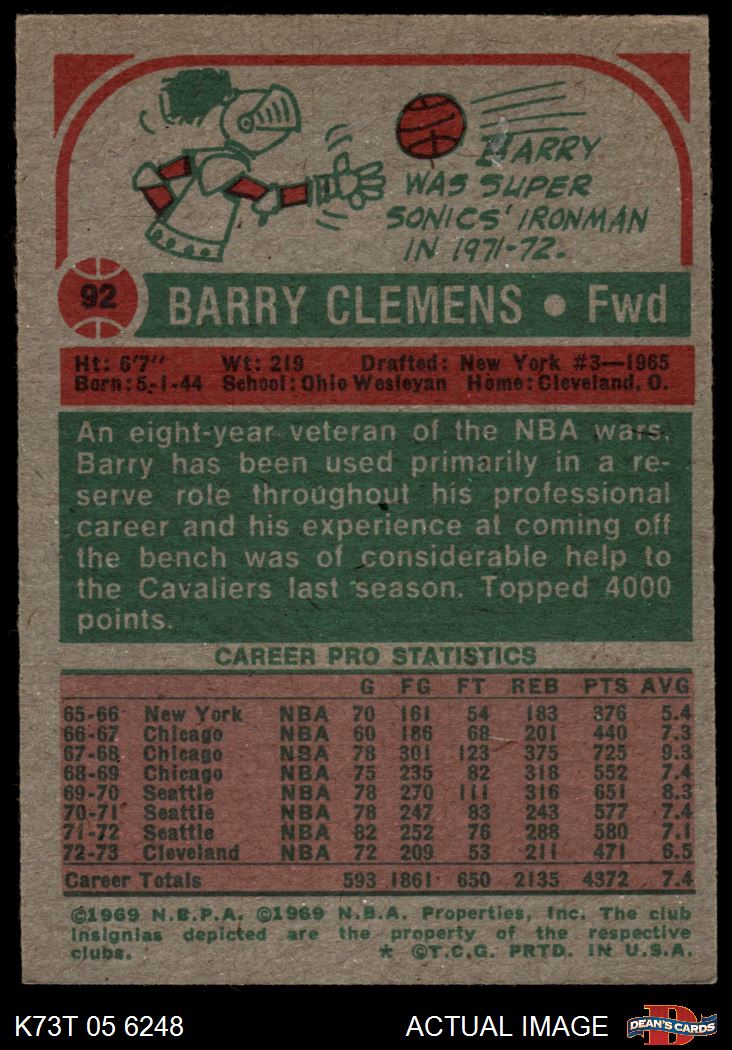 BARRY
WAS SUPER
SONICS' IRONMAN
IN 1971-72.
92 BARRY CLEMENS • Fwd
Ht: 6'7" Wt: 219 Drafted: New York #3—1965
Born: 5-1-44 School: Ohio Wesleyan Home: Cleveland, O.
An eight-year veteran of the NBA wars,
Barry has been used primarily in a re-
serve role throughout his professional
career and his experience at coming off
the bench was of considerable help to
the Cavaliers last season. Topped 4000
points.
CAREER PRO STATISTICS
G FG FT REB PTS AVG
65-66 New York NBA 70 161 54 183 376 5.4
66-67 Chicago NBA 60 186 68 201 440 7.3
67-68 Chicago NBA 78 301 123 375 725 9.3
68-69 Chicago NBA 75 235 82 318 552 7.4
69-70 Seattle NBA 78 270 111 316 651 8.3
70-71 Seattle NBA 78 247 83 243 577 7.4
71-72 Seattle NBA 82 252 76 288 580 7.1
72-73 Cleveland NBA 72 209 53 211 471 6.5
Career Totals 593 1861 650 2135 4372 7.4
©1969 N.B.P.A. ©1969 N.B.A. Properties, Inc. The club
insignias depicted are the property of the respective
clubs. * ©T.C.G. PRTD. IN U.S.A.
K73T 05 6248 ACTUAL IMAGE DEAN'S CARDS